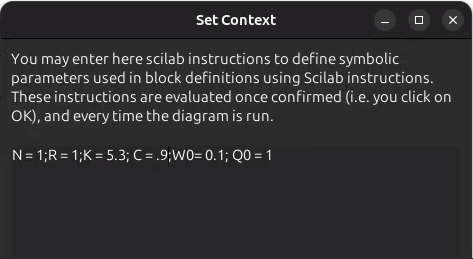 Set Context
You may enter here scilab instructions to define symbolic
parameters used in block definitions using Scilab instructions.
These instructions are evaluated once confirmed (i.e. you click on
OK), and every time the diagram is run.
N = 1;R = 1;K = 5.3; C = .9;W0= 0.1; Q0 = 1